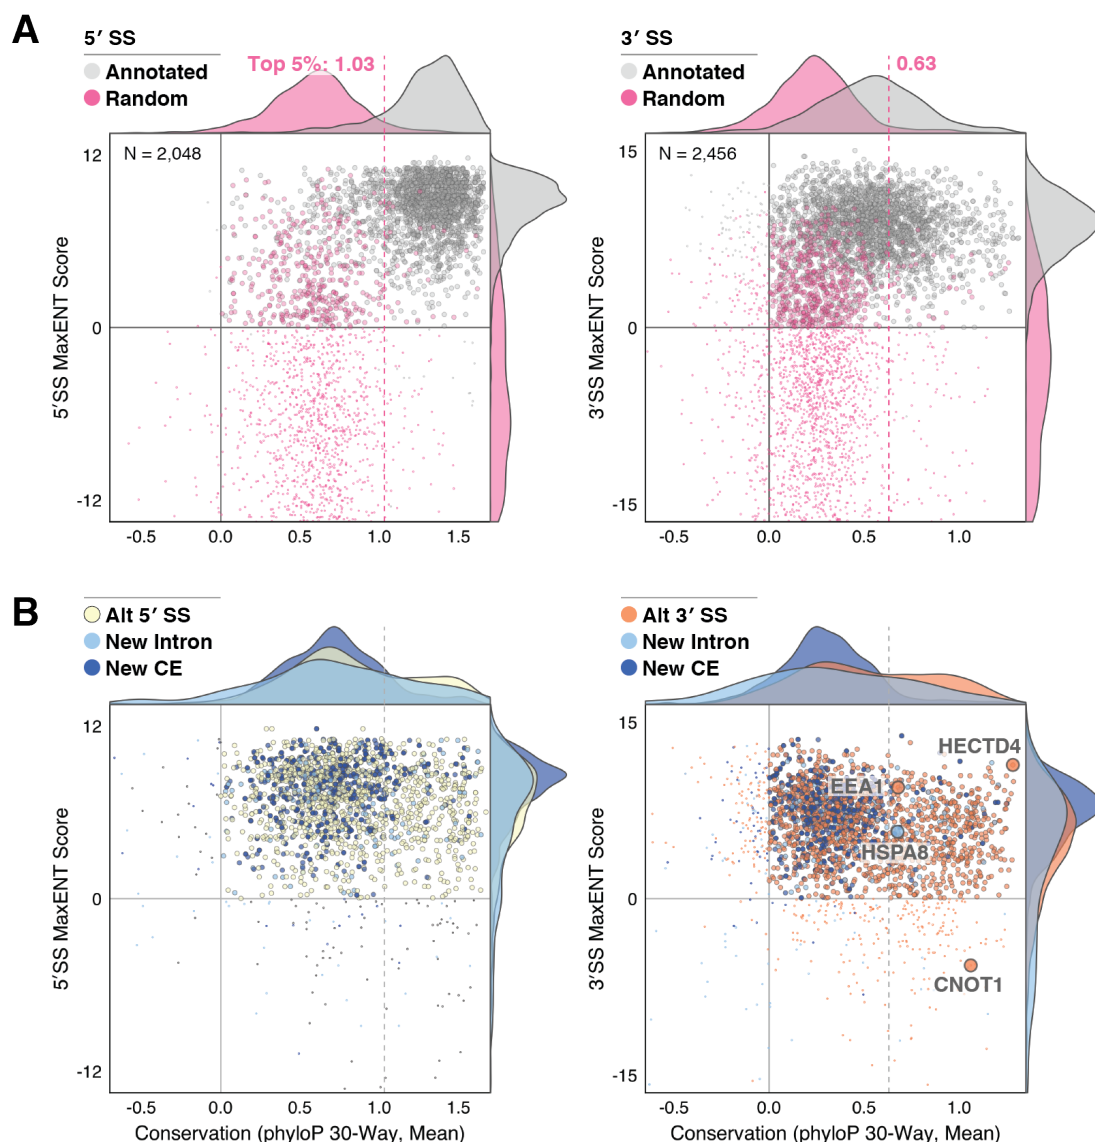 A
5′ SS
Annotated
Random
Top 5%: 1.03
N = 2,048
12
0
-12
5′SS MaxENT Score
-0.5 0.0 0.5 1.0 1.5
3′ SS
Annotated
Random
0.63
N = 2,456
15
0
-15
3′SS MaxENT Score
-0.5 0.0 0.5 1.0
B
Alt 5′ SS
New Intron
New CE
12
0
-12
5′SS MaxENT Score
-0.5 0.0 0.5 1.0 1.5
Conservation (phyloP 30-Way, Mean)
Alt 3′ SS
New Intron
New CE
15
0
-15
3′SS MaxENT Score
HECTD4
EEA1
HSPA8
CNOT1
-0.5 0.0 0.5 1.0
Conservation (phyloP 30-Way, Mean)